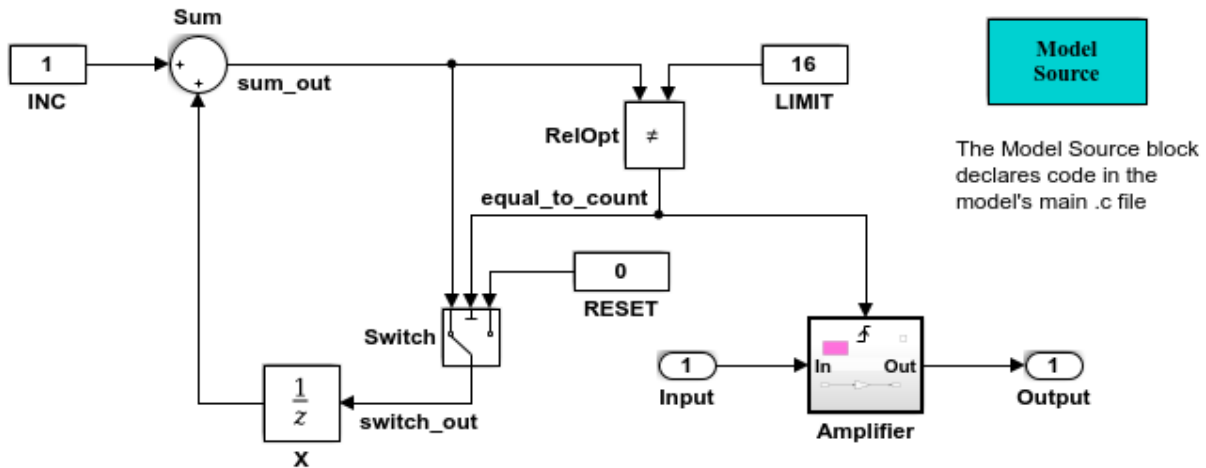 Sum
1
INC
+
+
sum_out
16
LIMIT
Model
Source
RelOpt
≠
The Model Source block
declares code in the
model's main .c file
equal_to_count
0
RESET
Switch
1
z
X
switch_out
1
Input
In
Out
Amplifier
1
Output